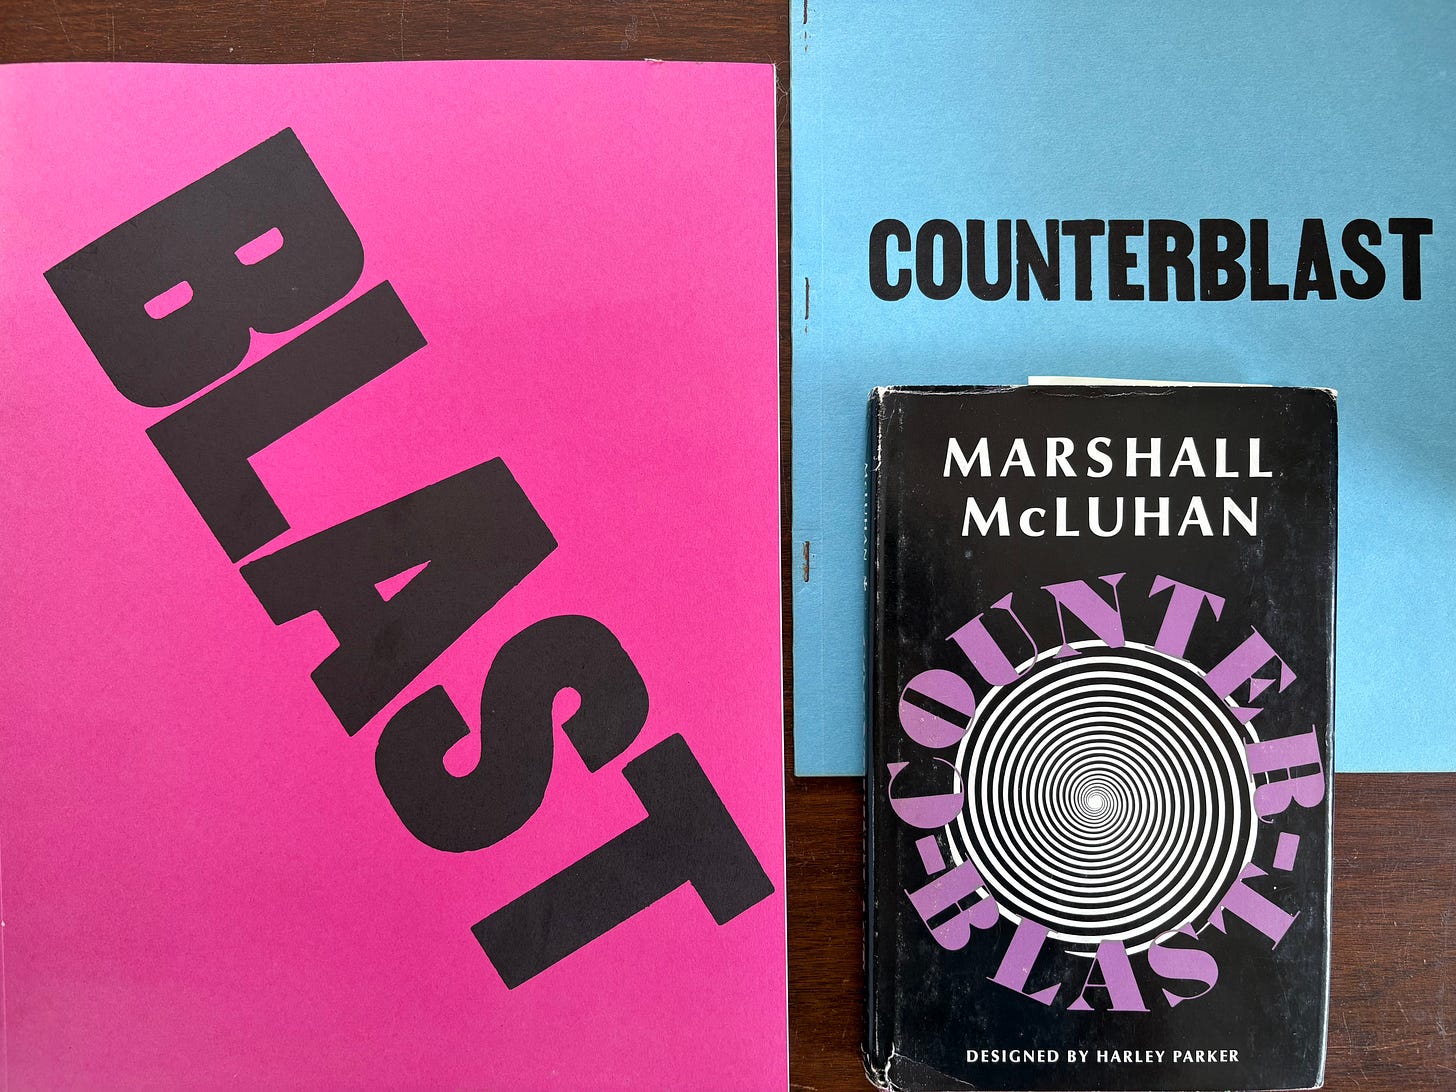 BLAST
COUNTERBLAST
MARSHALL
McLUHAN
COUNTER-BLAST-
DESIGNED BY HARLEY PARKER